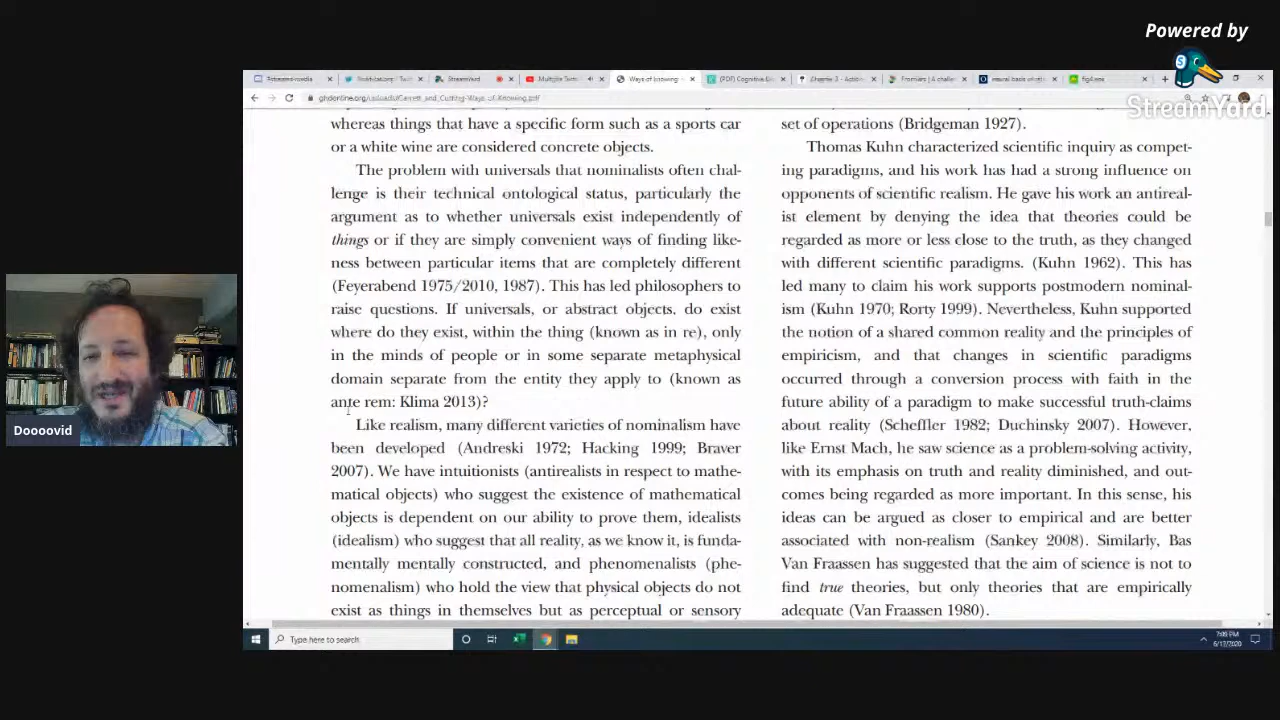 Powered by
StreamYard
StreamYard
Ways of Knowing
(PDF) Cognitive
Chapter 2 -
ghdonline.org/uploads/Garrett_and_Cutting-Ways_of_Knowing.pdf
whereas things that have a specific form such as a sports car
or a white wine are considered concrete objects.
The problem with universals that nominalists often chal-
lenge is their technical ontological status, particularly the
argument as to whether universals exist independently of
things or if they are simply convenient ways of finding like-
ness between particular items that are completely different
(Feyerabend 1975/2010, 1987). This has led philosophers to
raise questions. If universals, or abstract objects, do exist
where do they exist, within the thing (known as in re), only
in the minds of people or in some separate metaphysical
domain separate from the entity they apply to (known as
ante rem: Klima 2013)?
Like realism, many different varieties of nominalism have
been developed (Andreski 1972; Hacking 1999; Braver
2007). We have intuitionists (antirealists in respect to mathe-
matical objects) who suggest the existence of mathematical
objects is dependent on our ability to prove them, idealists
(idealism) who suggest that all reality, as we know it, is funda-
mentally mentally constructed, and phenomenalists (phe-
nomenalism) who hold the view that physical objects do not
exist as things in themselves but as perceptual or sensory
set of operations (Bridgeman 1927).
Thomas Kuhn characterized scientific inquiry as compet-
ing paradigms, and his work has had a strong influence on
opponents of scientific realism. He gave his work an antireal-
ist element by denying the idea that theories could be
regarded as more or less close to the truth, as they changed
with different scientific paradigms. (Kuhn 1962). This has
led many to claim his work supports postmodern nominal-
ism (Kuhn 1970; Rorty 1999). Nevertheless, Kuhn supported
the notion of a shared common reality and the principles of
empiricism, and that changes in scientific paradigms
occurred through a conversion process with faith in the
future ability of a paradigm to make successful truth-claims
about reality (Scheffler 1982; Duchinsky 2007). However,
like Ernst Mach, he saw science as a problem-solving activity,
with its emphasis on truth and reality diminished, and out-
comes being regarded as more important. In this sense, his
ideas can be argued as closer to empirical and are better
associated with non-realism (Sankey 2008). Similarly, Bas
Van Fraassen has suggested that the aim of science is not to
find true theories, but only theories that are empirically
adequate (Van Fraassen 1980).
Doooovid
Type here to search
6/17/2020